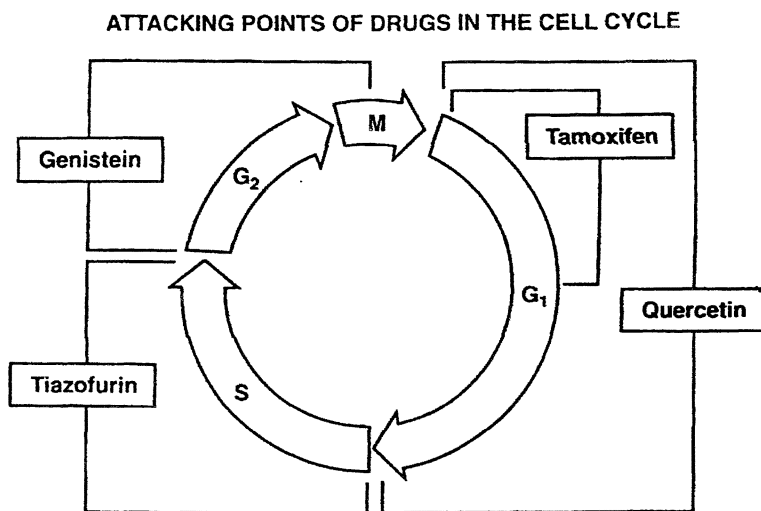 ATTACKING POINTS OF DRUGS IN THE CELL CYCLE
M
Tamoxifen
Genistein
G₂
G₁
Quercetin
Tiazofurin
S